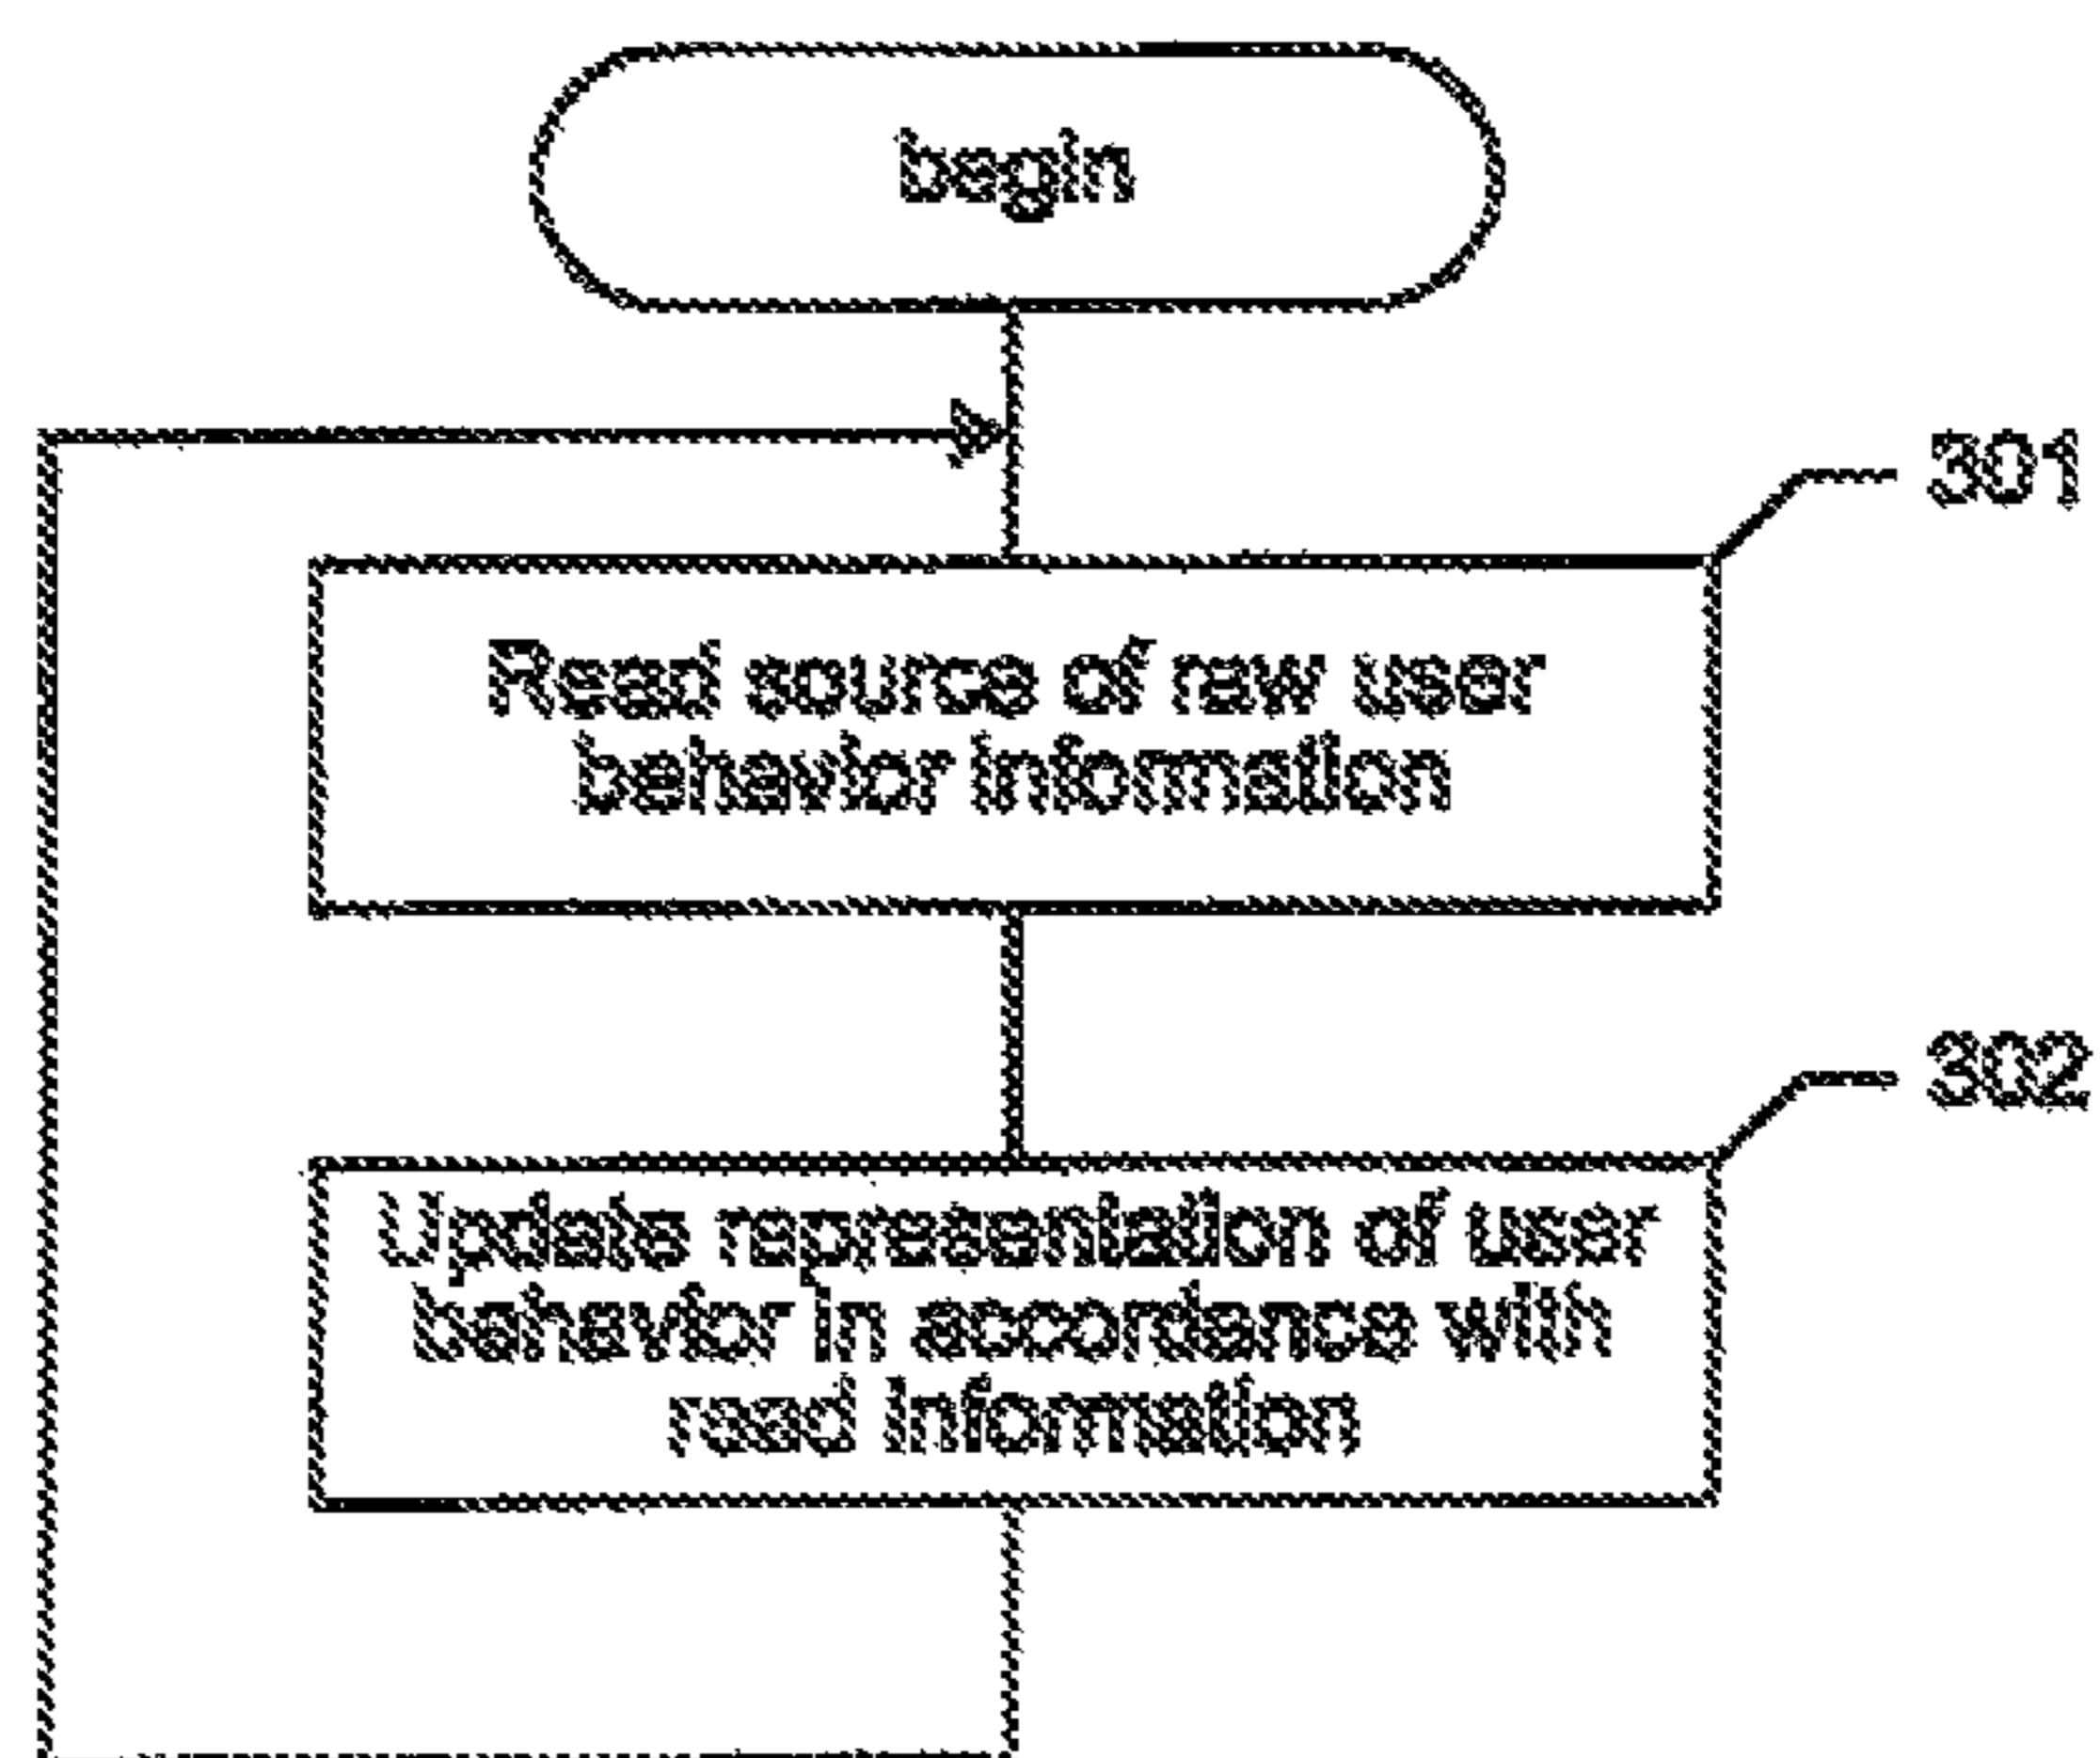 begin
301
Read source of raw user
behavior information
302
Update representation of user
behavior in accordance with
read information